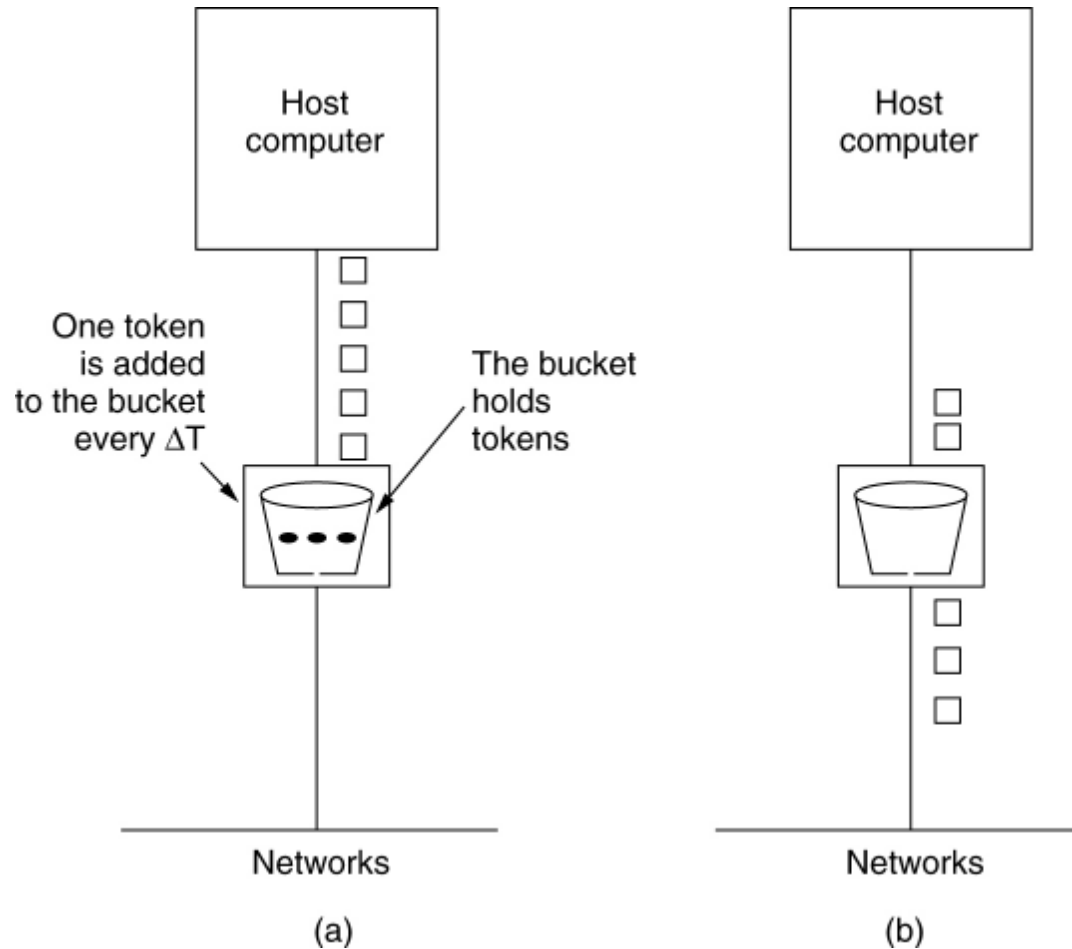 Host
computer
Host
computer
One token
is added
to the bucket
every ΔT
The bucket
holds
tokens
Networks
Networks
(a)
(b)